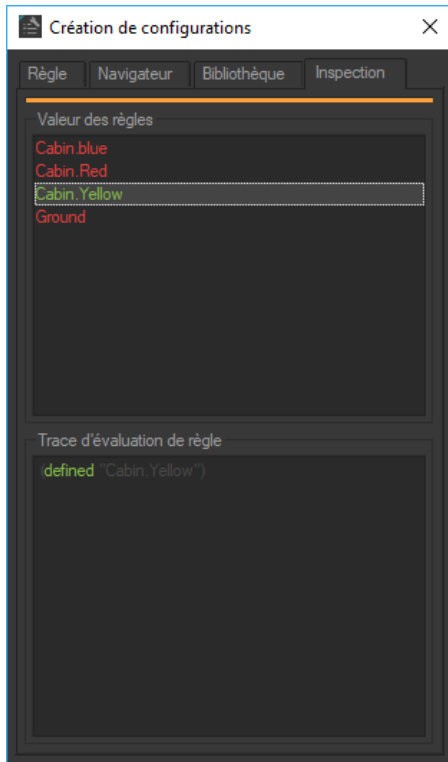 Création de configurations
Règle Navigateur Bibliothèque Inspection
Valeur des règles
Cabin.blue
Cabin.Red
Cabin.Yellow
Ground
Trace d'évaluation de règle
(defined "Cabin.Yellow")